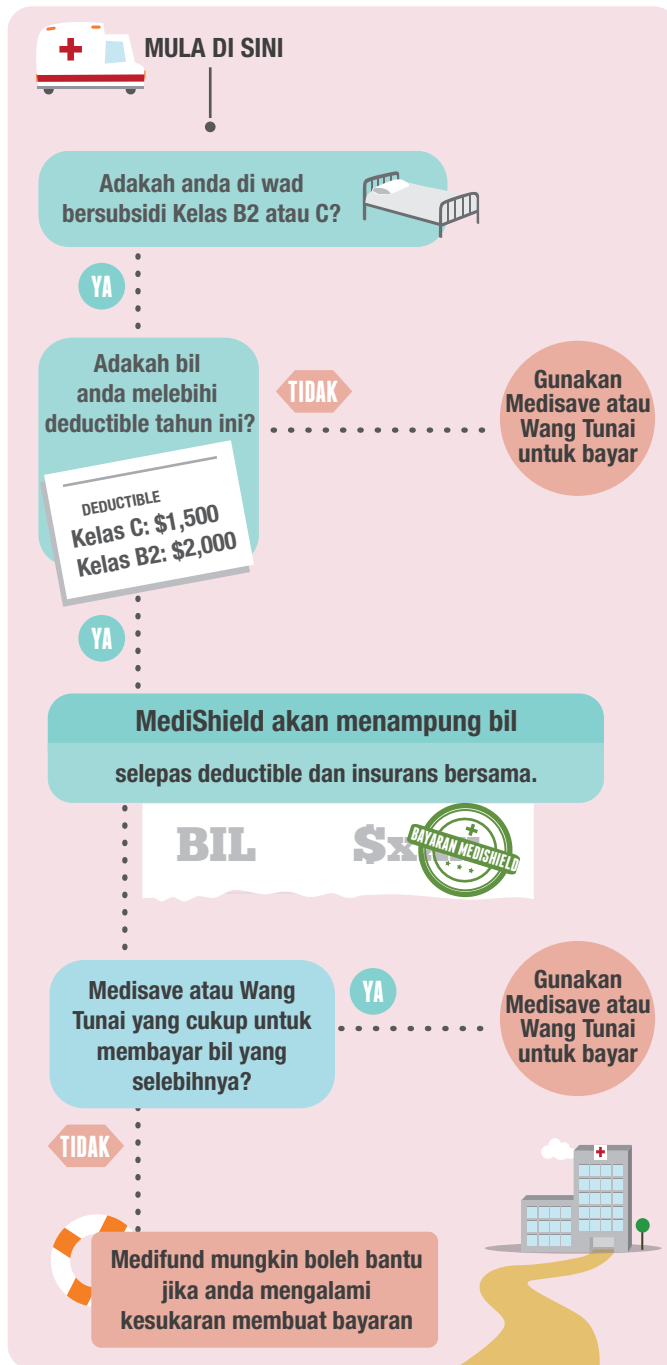 MULA DI SINI
Adakah anda di wad
bersubsidi Kelas B2 atau C?
YA
Adakah bil
anda melebihi
deductible tahun ini?
TIDAK
Gunakan
Medisave atau
Wang Tunai
untuk bayar
DEDUCTIBLE
Kelas C: $1,500
Kelas B2: $2,000
YA
MediShield akan menampung bil
selepas deductible dan insurans bersama.
BIL
BAYARAN MEDISHIELD
Medisave atau Wang
Tunai yang cukup untuk
membayar bil yang
selebihnya?
YA
Gunakan
Medisave atau
Wang Tunai
untuk bayar
TIDAK
Medifund mungkin boleh bantu
jika anda mengalami
kesukaran membuat bayaran